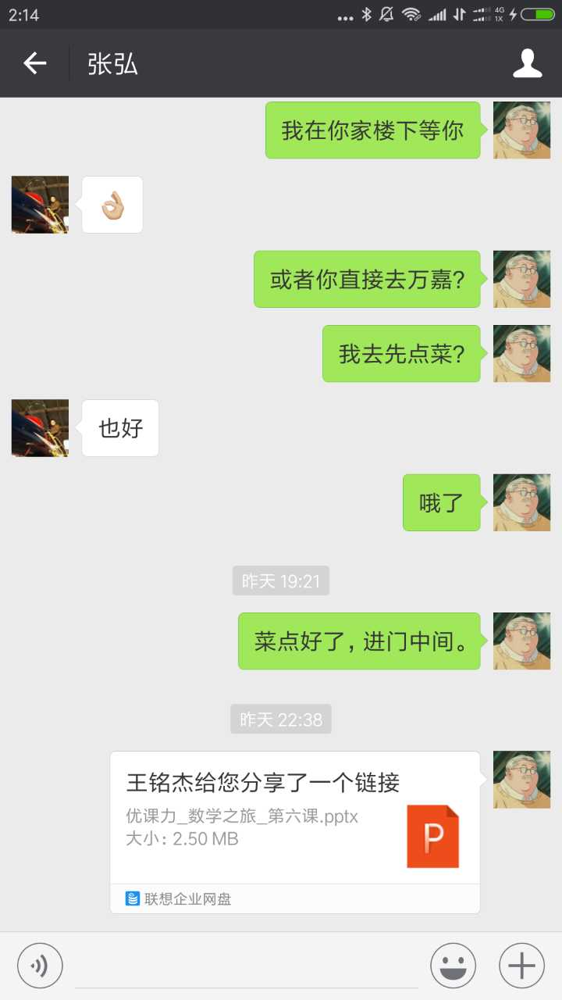 2:14
4G
1X
张弘
我在你家楼下等你
或者你直接去万嘉?
我去先点菜?
也好
哦了
昨天 19:21
菜点好了，进门中间。
昨天 22:38
王铭杰给您分享了一个链接
优课力_数学之旅_第六课.pptx
大小：2.50 MB
P
联想企业网盘